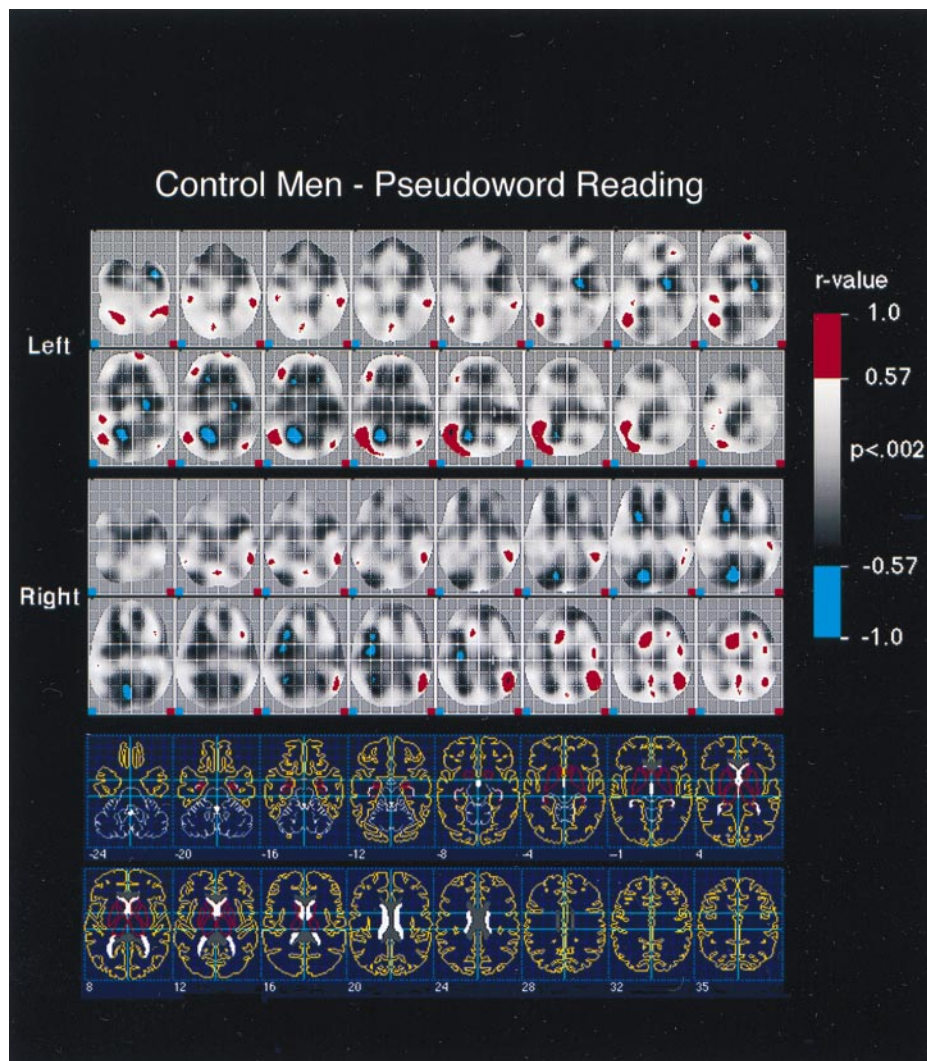 Control Men - Pseudoword Reading
r-value
1.0
Left
0.57
p<.002
-0.57
Right
-1.0
-24 -20 -16 -12 -8 -4 -1 4
8 12 16 20 24 28 32 35